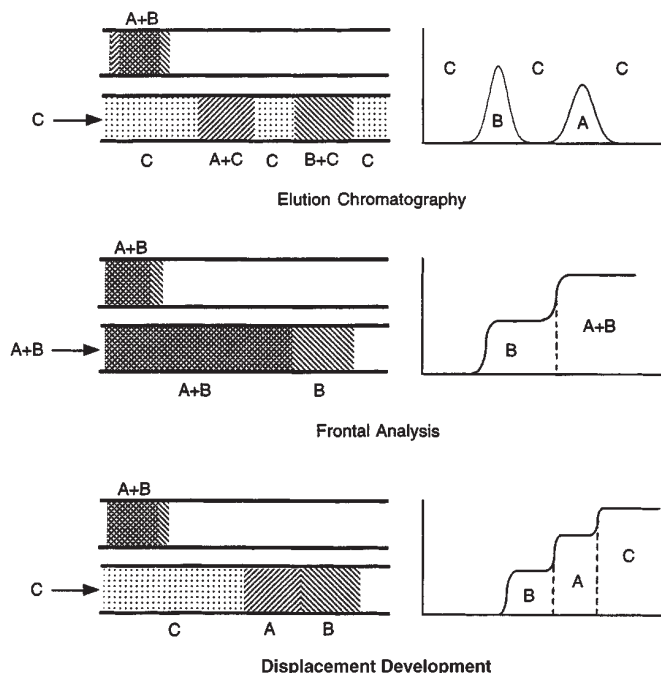 A+B
C C C
B A
C
C A+C C B+C C
Elution Chromatography
A+B
A+B
B A+B
A+B B
Frontal Analysis
A+B
C
B A C
C A B
Displacement Development